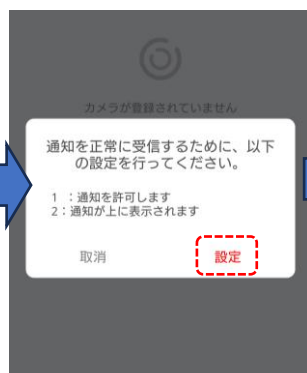 カメラが登録されていません
通知を正常に受信するために、以下
の設定を行ってください。
1 ：通知を許可します
2：通知が上に表示されます
取消 設定